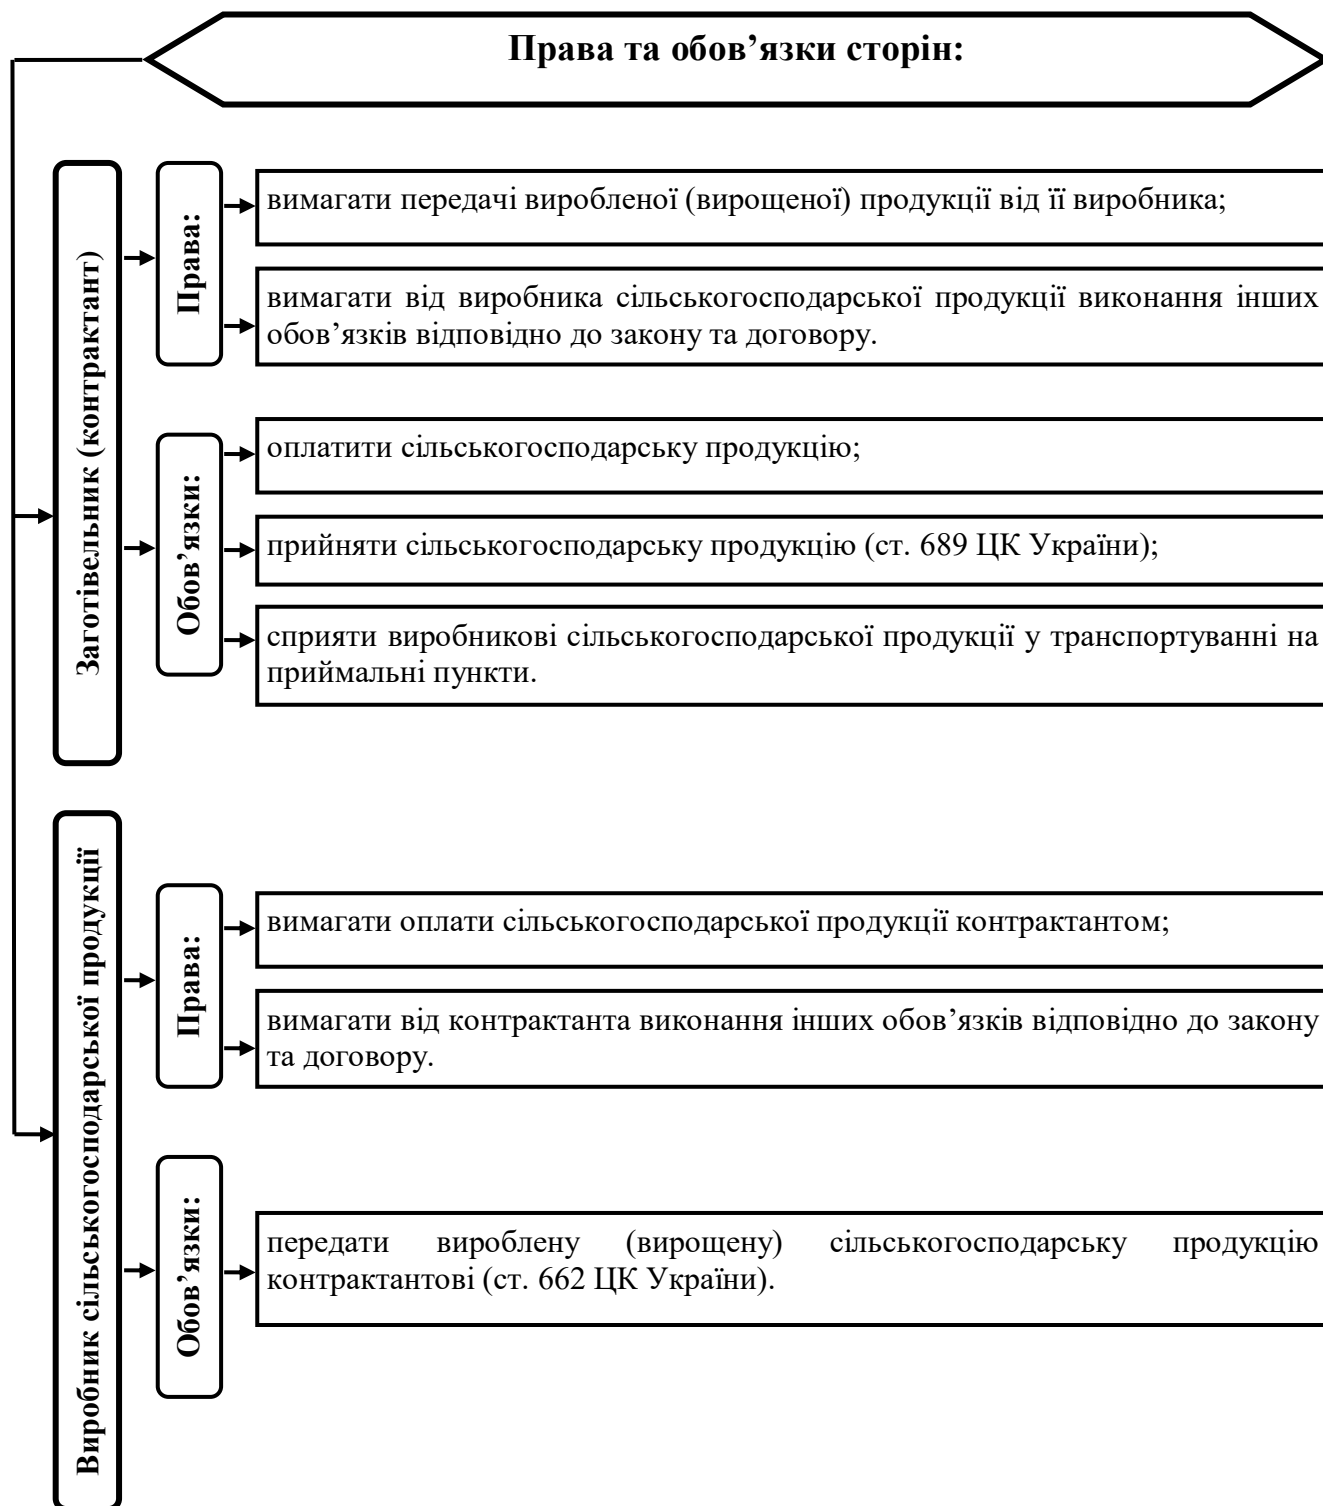 Права та обов’язки сторін:
Заготівельник (контрактант)
Права:
вимагати передачі виробленої (вирощеної) продукції від її виробника;
вимагати від виробника сільськогосподарської продукції виконання інших
обов’язків відповідно до закону та договору.
Обов’язки:
оплатити сільськогосподарську продукцію;
прийняти сільськогосподарську продукцію (ст. 689 ЦК України);
сприяти виробникові сільськогосподарської продукції у транспортуванні на
приймальні пункти.
Виробник сільськогосподарської продукції
Права:
вимагати оплати сільськогосподарської продукції контрактантом;
вимагати від контрактанта виконання інших обов’язків відповідно до закону
та договору.
Обов’язки:
передати вироблену (вирощену) сільськогосподарську продукцію
контрактантові (ст. 662 ЦК України).